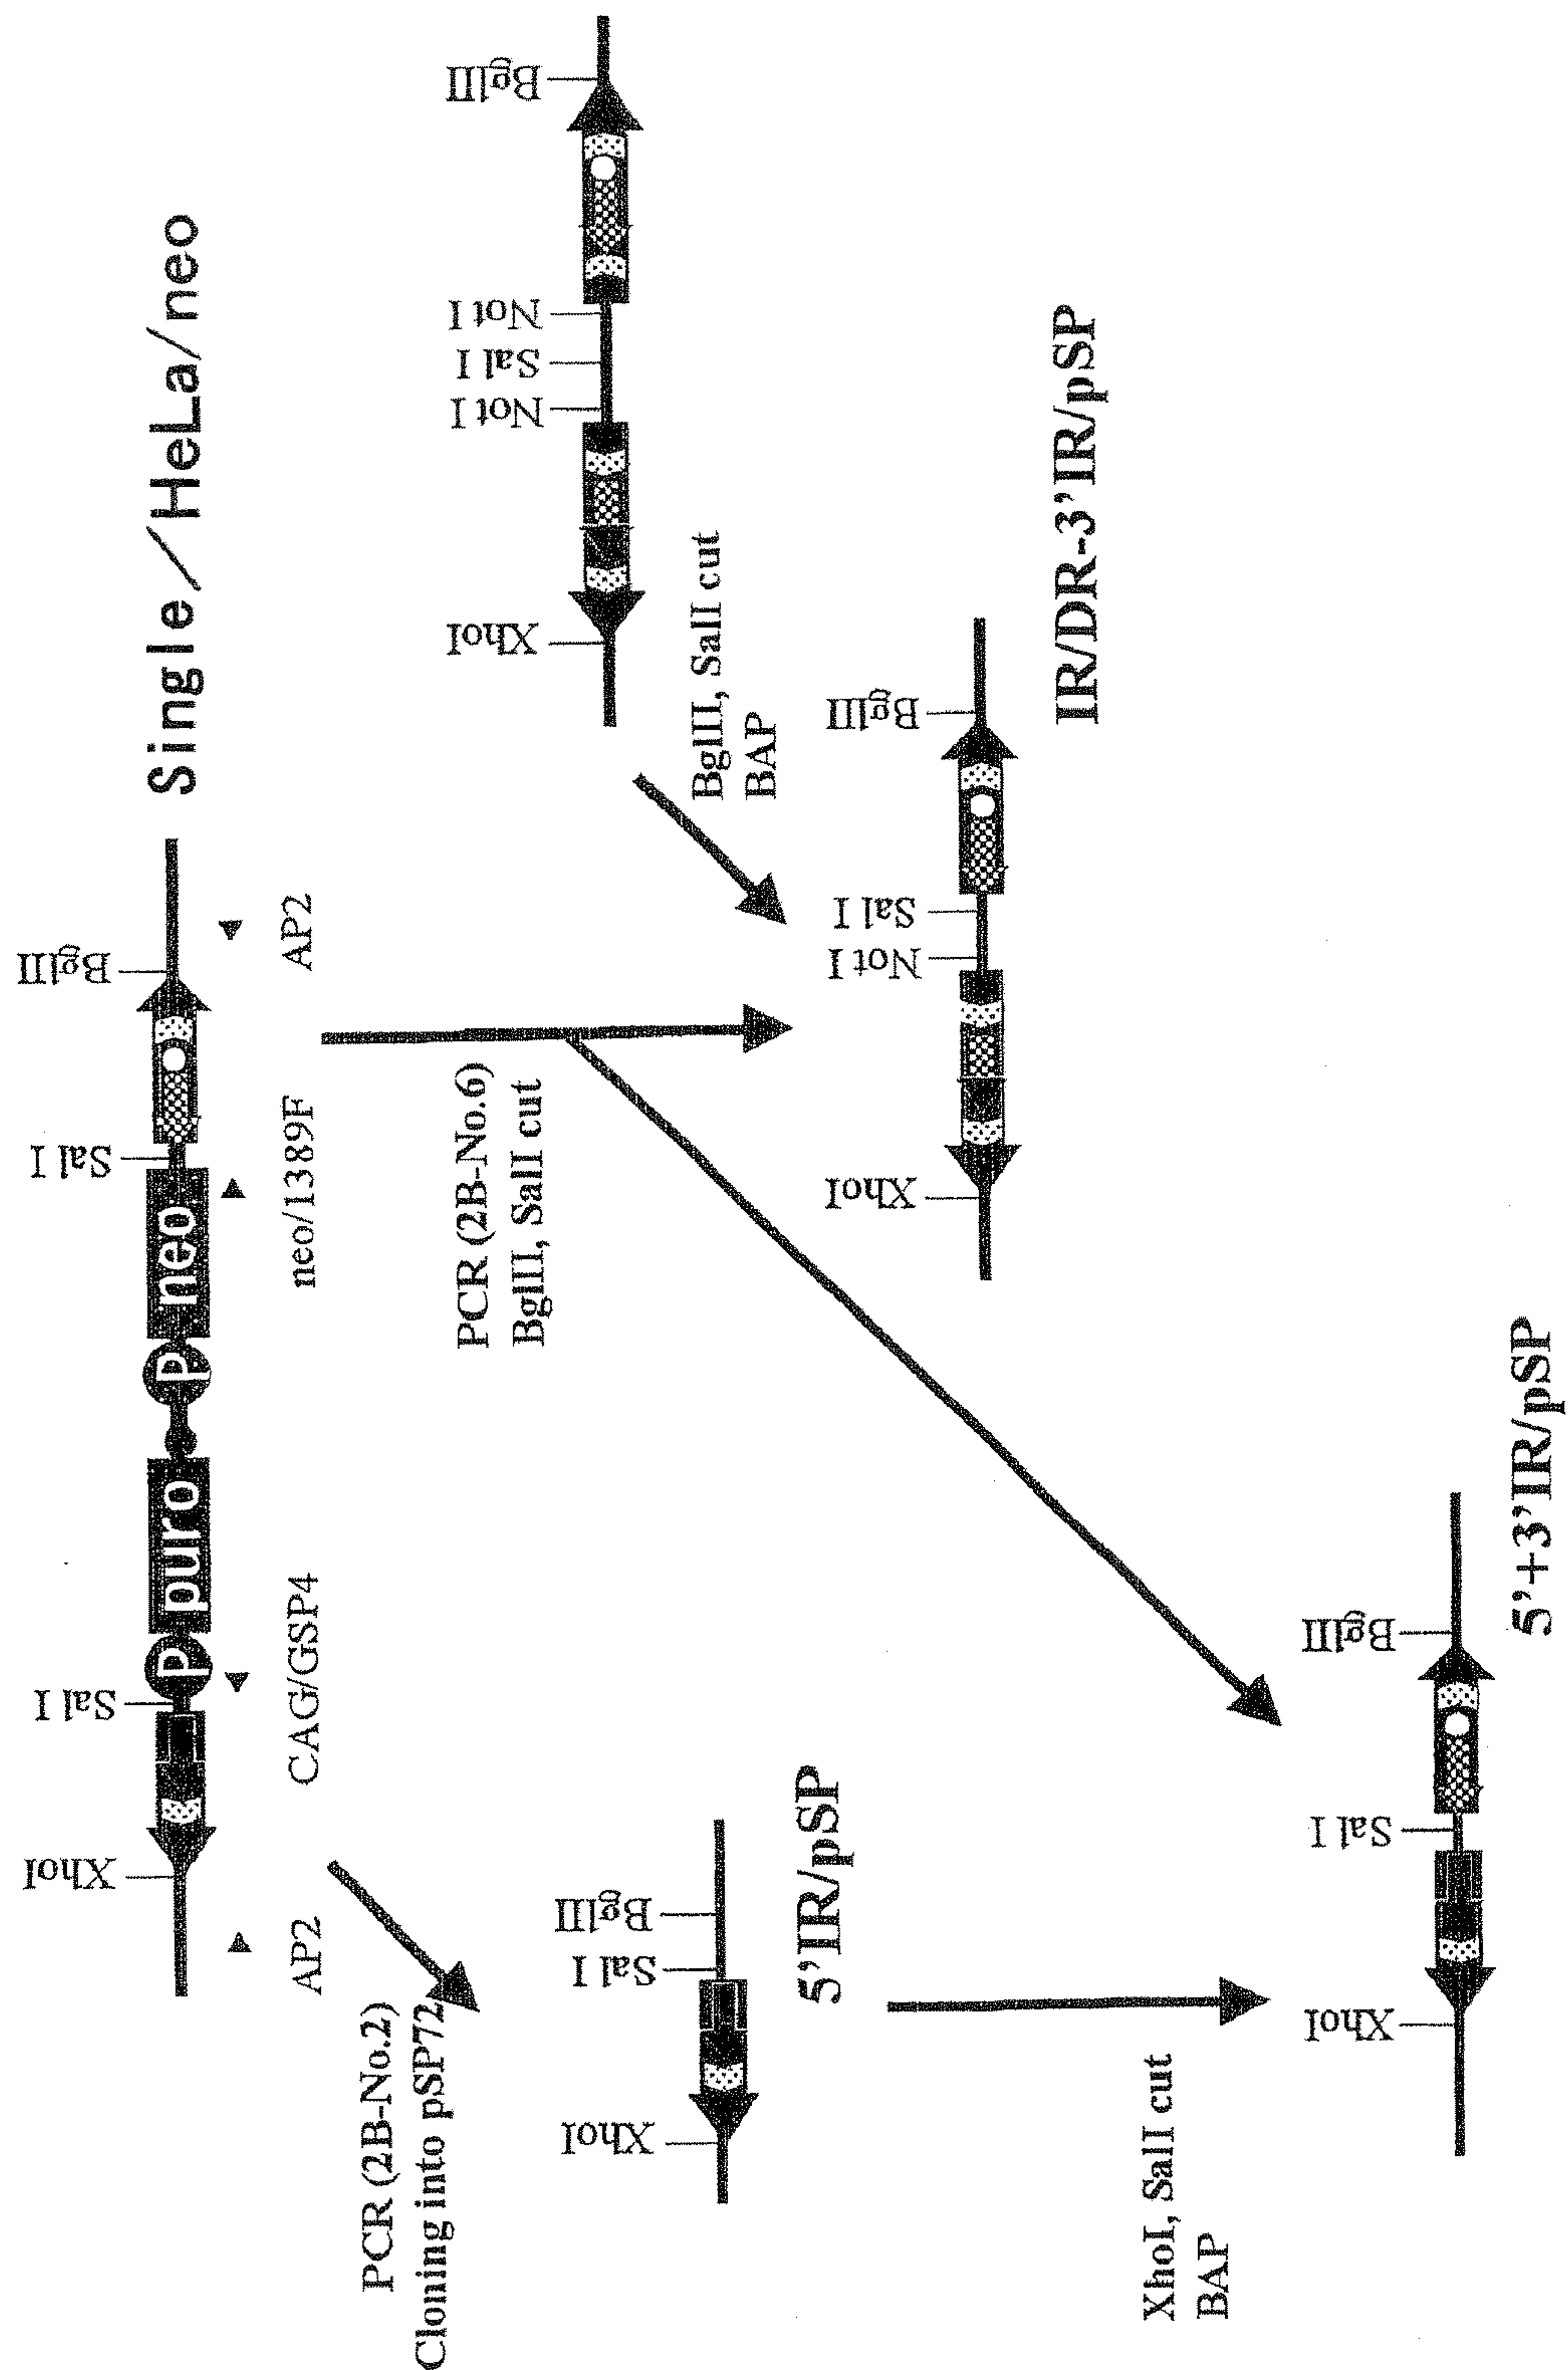 Single/HeLa/neo
XhoI
Sal I
Sal I
BglII
P
puro
P
neo
AP2
CAG/GSP4
neo/1389F
AP2
PCR (2B-No.2)
Cloning into pSP72
PCR (2B-No.6)
BglII, SalI cut
XhoI
Not I
Sal I
Not I
BglII
BglII, SalI cut
BAP
XhoI
Sal I
BglII
5'IR/pSP
XhoI
Not I
Sal I
BglII
IR/DR-3'IR/pSP
XhoI, SalI cut
BAP
XhoI
Sal I
BglII
5'+3'IR/pSP